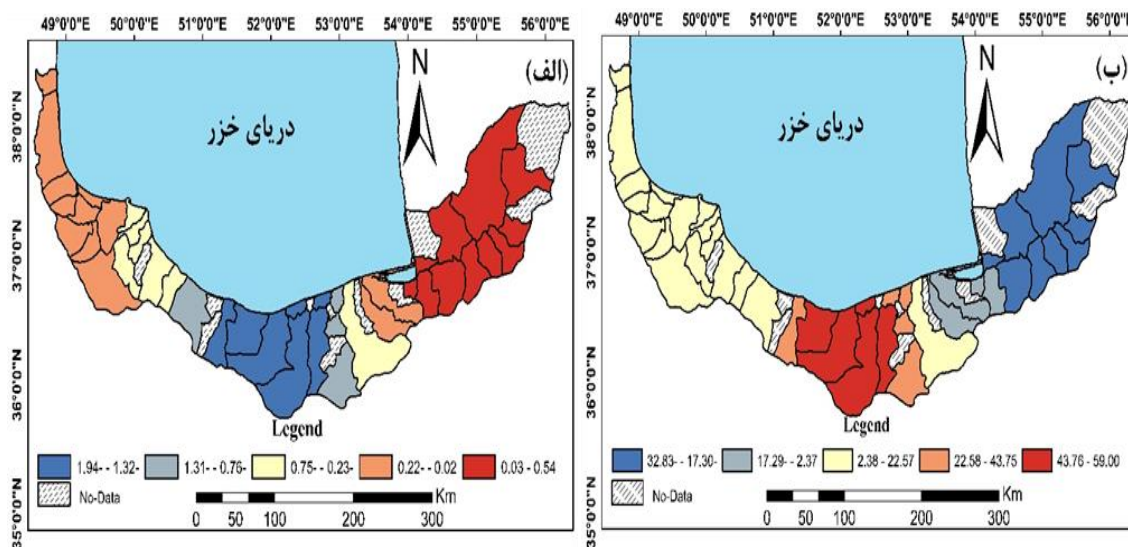 49°0'0"E 50°0'0"E 51°0'0"E 52°0'0"E 53°0'0"E 54°0'0"E 55°0'0"E 56°0'0"E
38°0'0"N
37°0'0"N
36°0'0"N
35°0'0"N
(الف)
N
دریای خزر
Legend
1.94- - 1.32-
1.31- - 0.76-
0.75- - 0.23-
0.22- - 0.02
0.03 - 0.54
No-Data
Km
0 50 100 200 300
49°0'0"E 50°0'0"E 51°0'0"E 52°0'0"E 53°0'0"E 54°0'0"E 55°0'0"E 56°0'0"E
38°0'0"N
37°0'0"N
36°0'0"N
35°0'0"N
(ب)
N
دریای خزر
Legend
32.83- - 17.30-
17.29- - 2.37
2.38 - 22.57
22.58 - 43.75
43.76 - 59.00
No-Data
Km
0 50 100 200 300